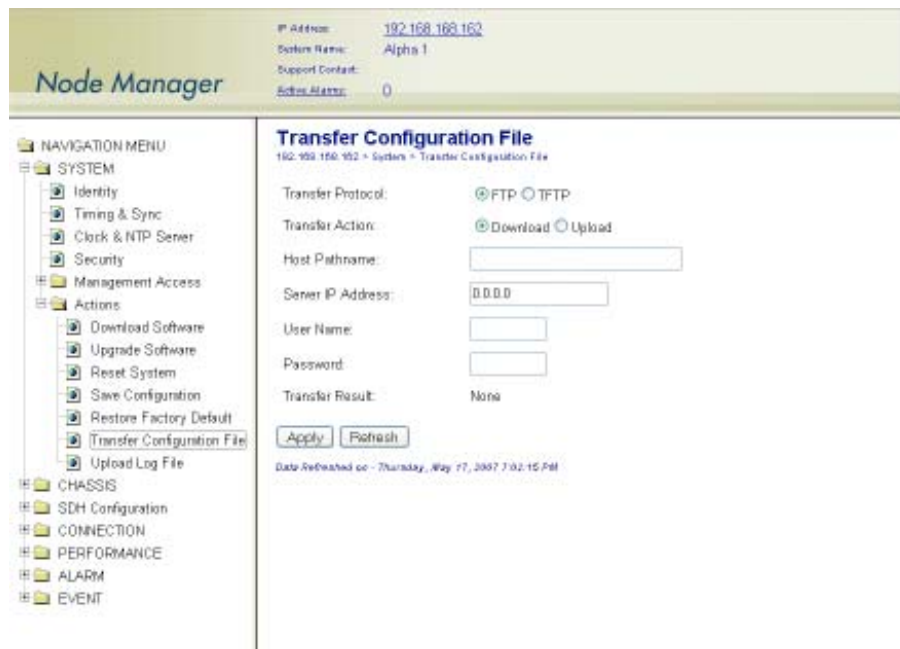 IP Address: 192.168.168.162
System Name: Alpha 1
Support Contact:
Active Alarms: 0
Node Manager
NAVIGATION MENU
SYSTEM
Identity
Timing & Sync
Clock & NTP Server
Security
Management Access
Actions
Download Software
Upgrade Software
Reset System
Save Configuration
Restore Factory Default
Transfer Configuration File
Upload Log File
CHASSIS
SDH Configuration
CONNECTION
PERFORMANCE
ALARM
EVENT
Transfer Configuration File
192.168.168.162 > System > Transfer Configuration File
Transfer Protocol: FTP TFTP
Transfer Action: Download Upload
Host Pathname:
Server IP Address: 0.0.0.0
User Name:
Password:
Transfer Result: None
Apply Refresh
Data Refreshed on - Thursday, May 17, 2007 7:02:15 PM